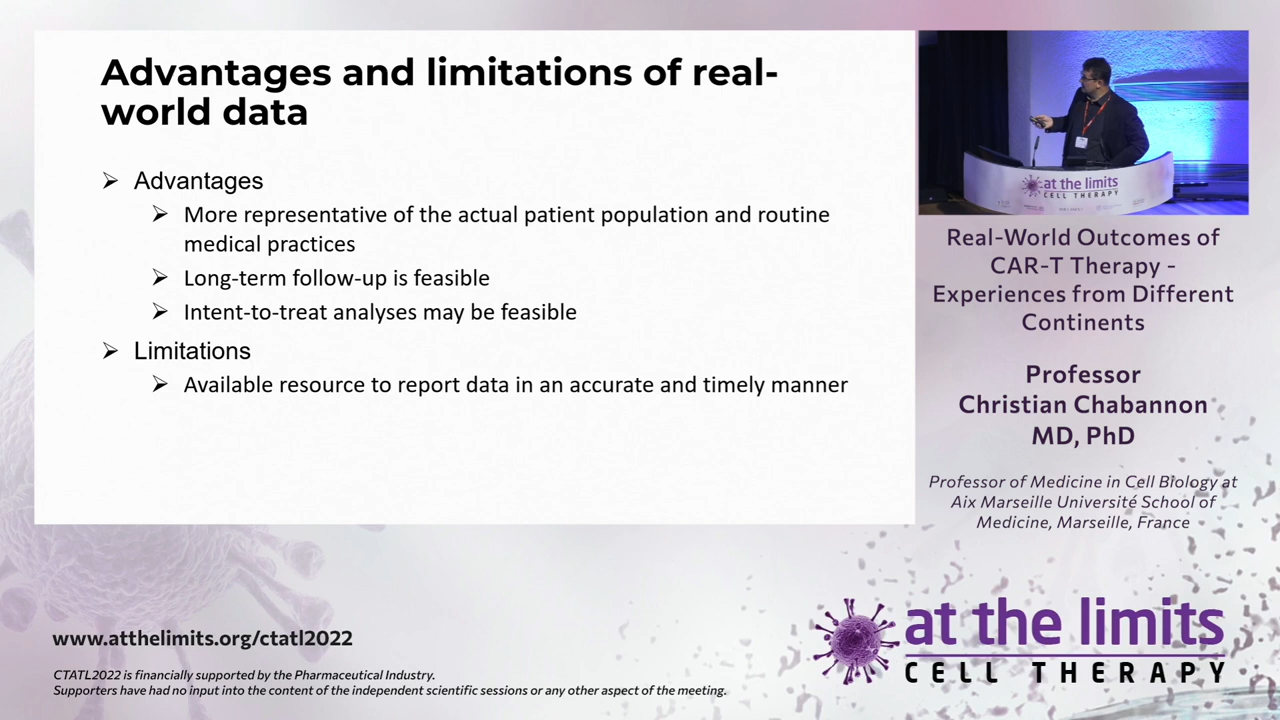 Advantages and limitations of real-
world data
➢ Advantages
➢ More representative of the actual patient population and routine
medical practices
➢ Long-term follow-up is feasible
➢ Intent-to-treat analyses may be feasible
➢ Limitations
➢ Available resource to report data in an accurate and timely manner
at the limits
CELL THERAPY
Real-World Outcomes of
CAR-T Therapy -
Experiences from Different
Continents
Professor
Christian Chabannon
MD, PhD
Professor of Medicine in Cell Biology at
Aix Marseille Université School of
Medicine, Marseille, France
www.atthelimits.org/ctatl2022
CTATL2022 is financially supported by the Pharmaceutical Industry.
Supporters have had no input into the content of the independent scientific sessions or any other aspect of the meeting.
at the limits
CELL THERAPY